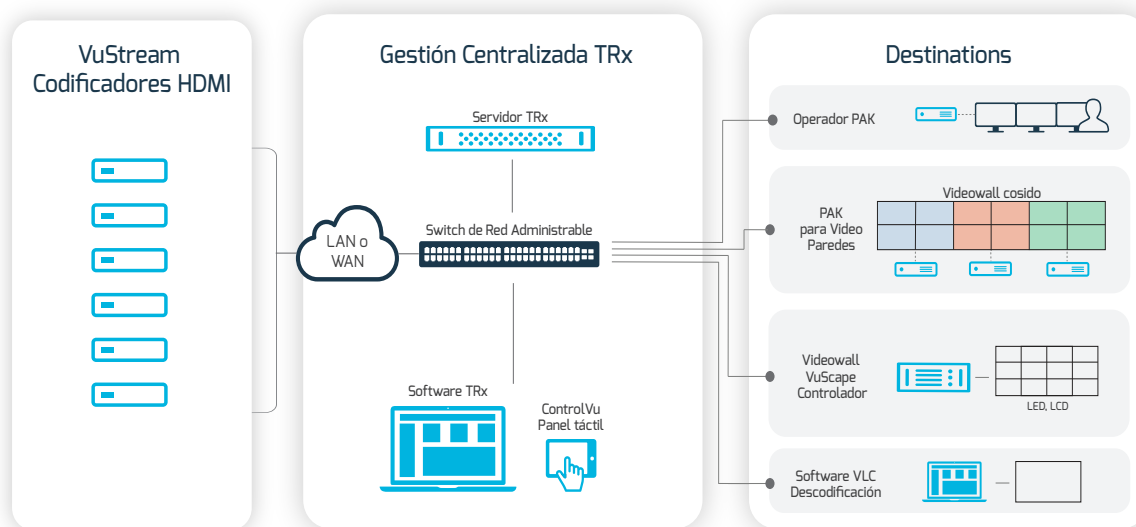 VuStream
Codificadores HDMI
Gestión Centralizada TRx
Servidor TRx
Switch de Red Administrable
LAN o
WAN
Software TRx
ControlVu
Panel táctil
Destinations
Operador PAK
PAK
para Video
Paredes
Videowall cosido
Videowall
VuScape
Controlador
LED, LCD
Software VLC
Descodificación